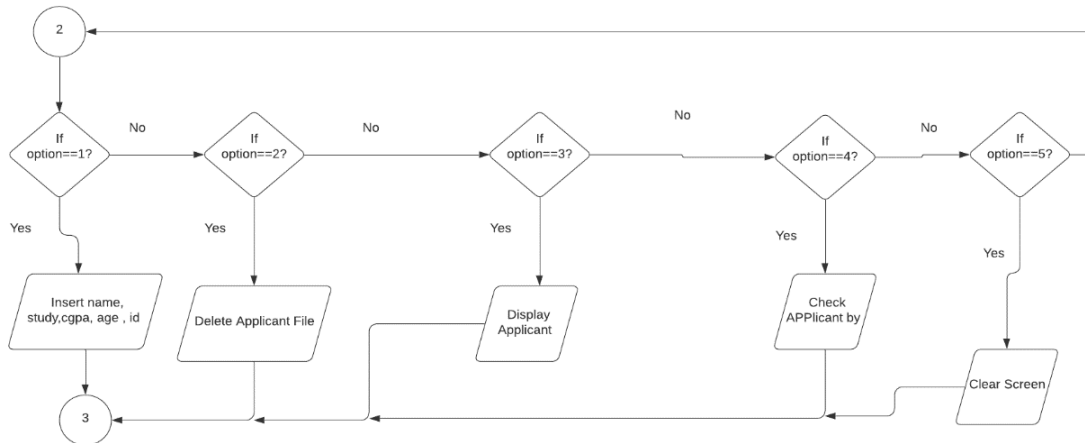 2
If
option==1?
No
If
option==2?
No
If
option==3?
No
If
option==4?
No
If
option==5?
Yes
Yes
Yes
Yes
Yes
Insert name,
study,cgpa, age , id
Delete Applicant File
Display
Applicant
Check
APPlicant by
Clear Screen
3